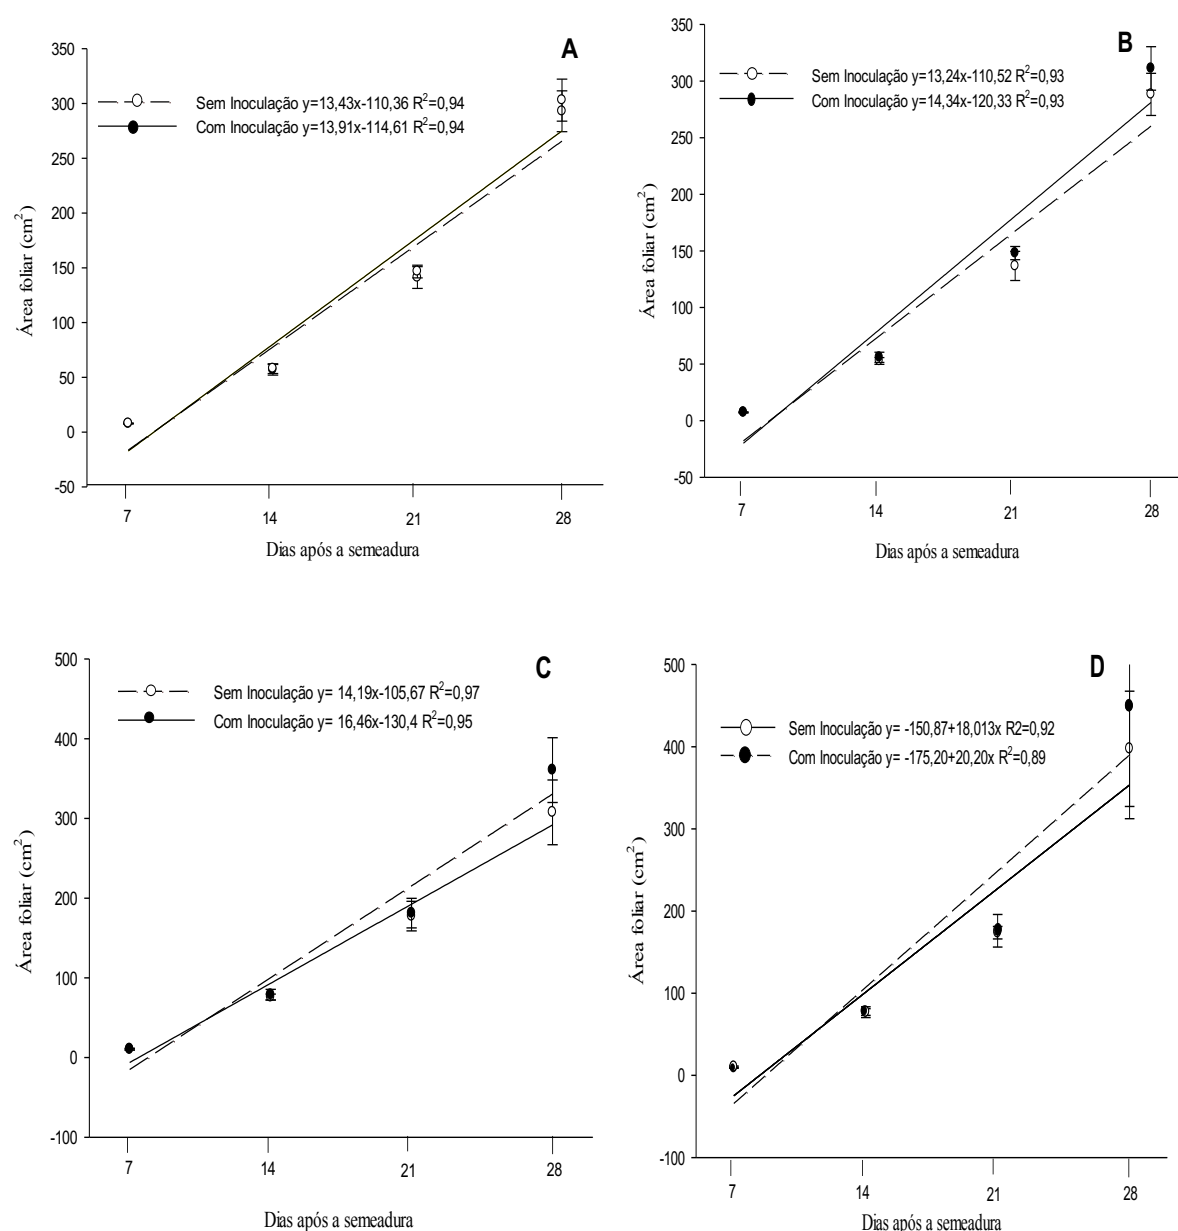 A
350
300
250
200
150
100
50
0
-50
Área foliar (cm²)
Sem Inoculação y=13,43x-110,36 R²=0,94
Com Inoculação y=13,91x-114,61 R²=0,94
7 14 21 28
Dias após a semeadura
B
350
300
250
200
150
100
50
0
-50
Área foliar (cm²)
Sem Inoculação y=13,24x-110,52 R²=0,93
Com Inoculação y=14,34x-120,33 R²=0,93
7 14 21 28
Dias após a semeadura
C
500
400
300
200
100
0
-100
Área foliar (cm²)
Sem Inoculação y= 14,19x-105,67 R²=0,97
Com Inoculação y= 16,46x-130,4 R²=0,95
7 14 21 28
Dias após a semeadura
D
500
400
300
200
100
0
-100
Área foliar (cm²)
Sem Inoculação y= -150,87+18,013x R2=0,92
Com Inoculação y= -175,20+20,20x R²=0,89
7 14 21 28
Dias após a semeadura